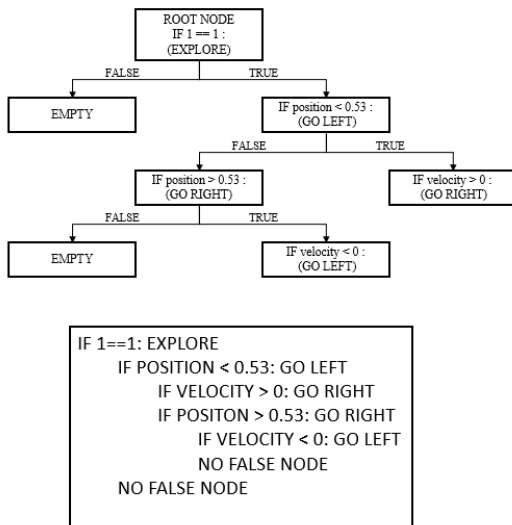 ROOT NODE
IF 1 == 1 :
(EXPLORE)
FALSE
TRUE
EMPTY
IF position < 0.53 :
(GO LEFT)
FALSE
TRUE
IF position > 0.53 :
(GO RIGHT)
IF velocity > 0 :
(GO RIGHT)
FALSE
TRUE
EMPTY
IF velocity < 0 :
(GO LEFT)
IF 1==1: EXPLORE
IF POSITION < 0.53: GO LEFT
IF VELOCITY > 0: GO RIGHT
IF POSITON > 0.53: GO RIGHT
IF VELOCITY < 0: GO LEFT
NO FALSE NODE
NO FALSE NODE